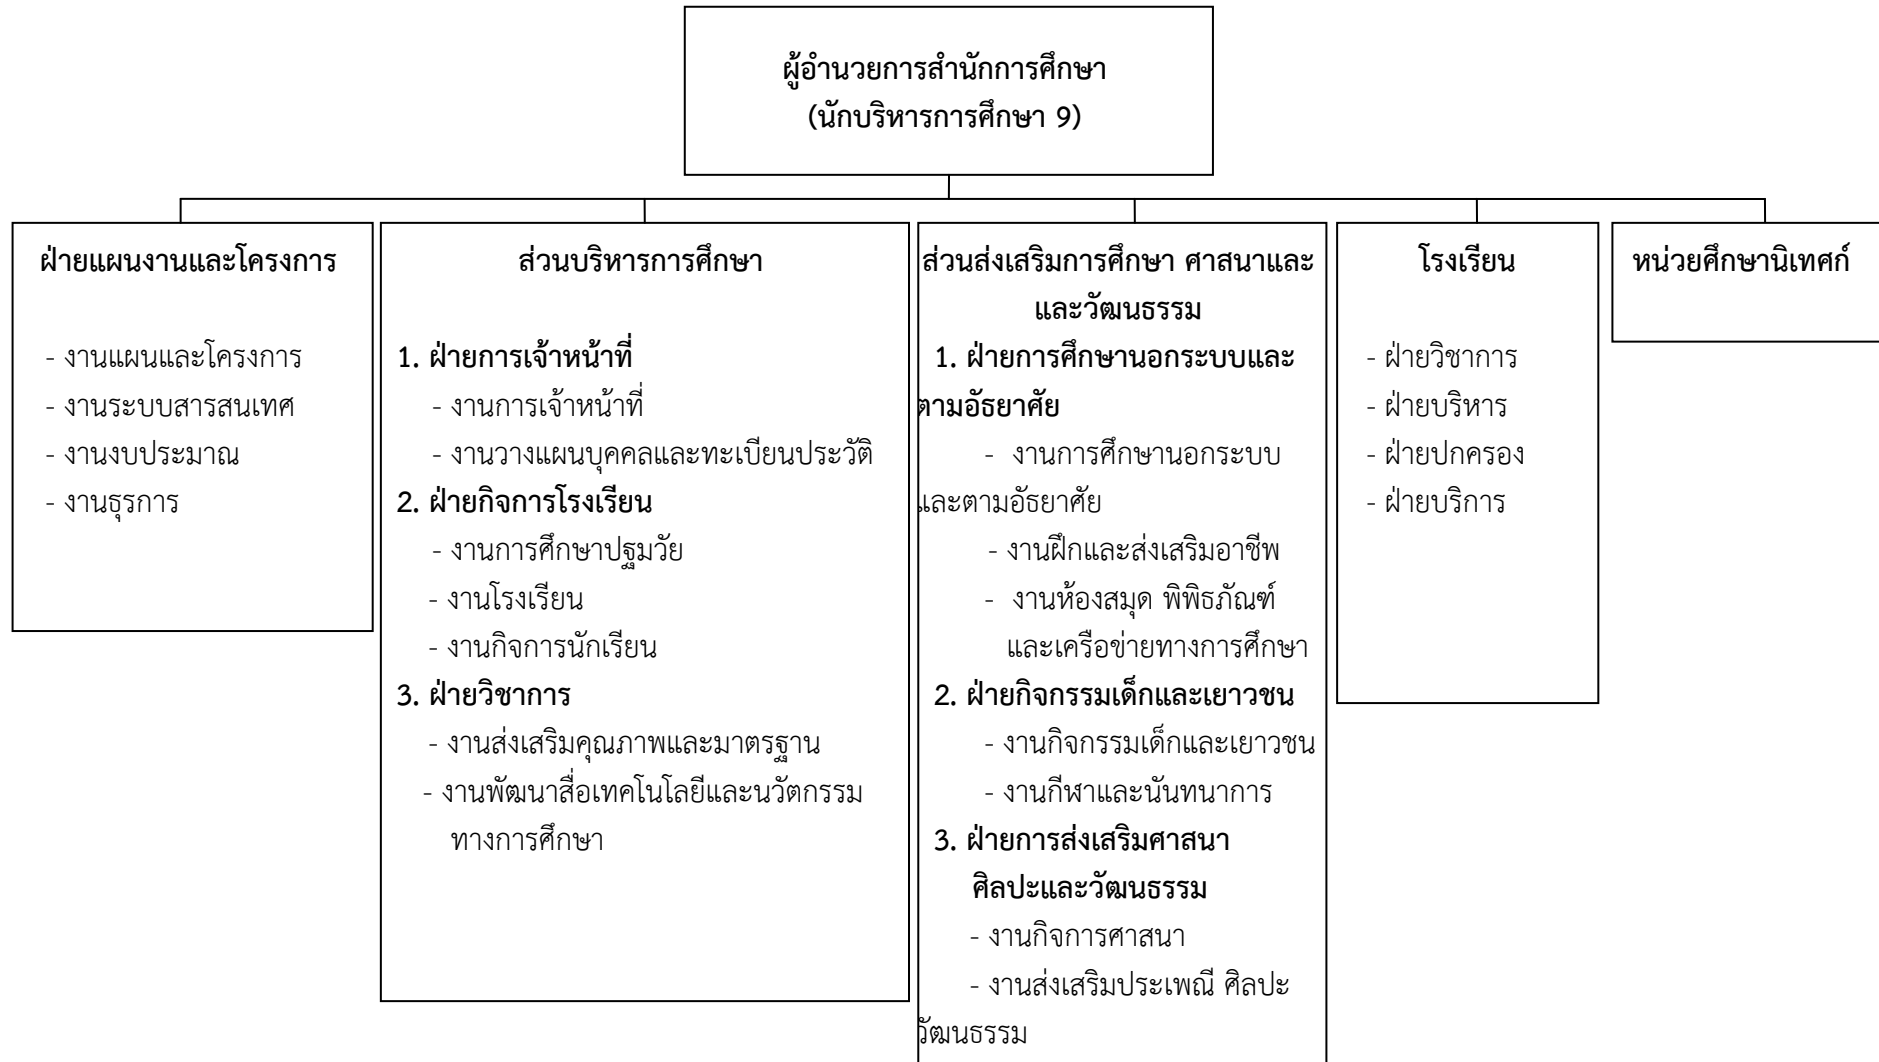 ผู้อำนวยการสำนักการศึกษา
(นักบริหารการศึกษา 9)
ฝ่ายแผนงานและโครงการ
- งานแผนและโครงการ
- งานระบบสารสนเทศ
- งานงบประมาณ
- งานธุรการ
ส่วนบริหารการศึกษา
1. ฝ่ายการเจ้าหน้าที่
- งานการเจ้าหน้าที่
- งานวางแผนบุคคลและทะเบียนประวัติ
2. ฝ่ายกิจการโรงเรียน
- งานการศึกษาปฐมวัย
- งานโรงเรียน
- งานกิจการนักเรียน
3. ฝ่ายวิชาการ
- งานส่งเสริมคุณภาพและมาตรฐาน
- งานพัฒนาสื่อเทคโนโลยีและนวัตกรรม
ทางการศึกษา
ส่วนส่งเสริมการศึกษา ศาสนาและ
และวัฒนธรรม
1. ฝ่ายการศึกษานอกระบบและ
ตามอัธยาศัย
- งานการศึกษานอกระบบ
และตามอัธยาศัย
- งานฝึกและส่งเสริมอาชีพ
- งานห้องสมุด พิพิธภัณฑ์
และเครือข่ายทางการศึกษา
2. ฝ่ายกิจกรรมเด็กและเยาวชน
- งานกิจกรรมเด็กและเยาวชน
- งานกีฬาและนันทนาการ
3. ฝ่ายการส่งเสริมศาสนา
ศิลปะและวัฒนธรรม
- งานกิจการศาสนา
- งานส่งเสริมประเพณี ศิลปะ
วัฒนธรรม
โรงเรียน
- ฝ่ายวิชาการ
- ฝ่ายบริหาร
- ฝ่ายปกครอง
- ฝ่ายบริการ
หน่วยศึกษานิเทศก์